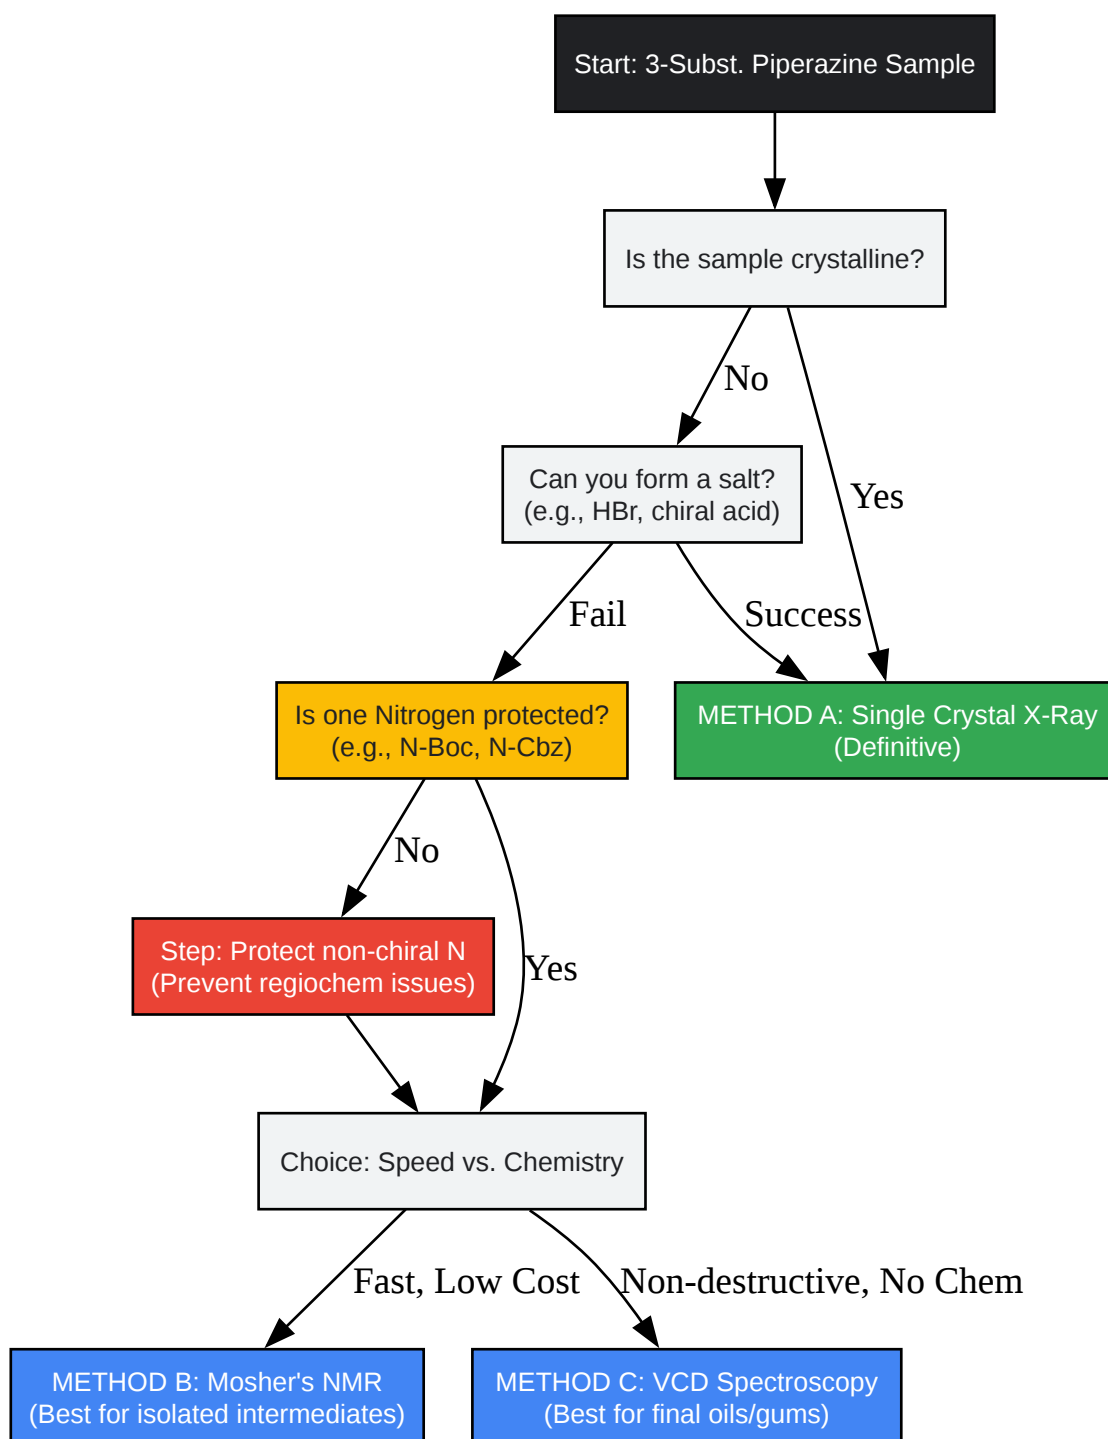 Start: 3-Subst. Piperazine Sample
Is the sample crystalline?
No
Can you form a salt?
(e.g., HBr, chiral acid)
Yes
Fail
Success
Is one Nitrogen protected?
(e.g., N-Boc, N-Cbz)
METHOD A: Single Crystal X-Ray
(Definitive)
No
Step: Protect non-chiral N
(Prevent regiochem issues)
Yes
Choice: Speed vs. Chemistry
Fast, Low Cost
Non-destructive, No Chem
METHOD B: Mosher's NMR
(Best for isolated intermediates)
METHOD C: VCD Spectroscopy
(Best for final oils/gums)